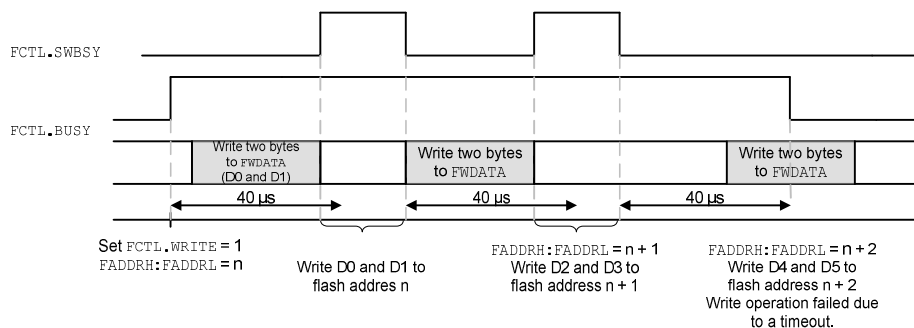 FCTL.SWBSY
FCTL.BUSY
Write two bytes
to FWDATA
(D0 and D1)
Write two bytes
to FWDATA
Write two bytes
to FWDATA
40 µs
40 µs
40 µs
Set FCTL.WRITE = 1
FADDRH:FADDRL = n
Write D0 and D1 to
flash addres n
FADDRH:FADDRL = n + 1
Write D2 and D3 to
flash address n + 1
FADDRH:FADDRL = n + 2
Write D4 and D5 to
flash address n + 2
Write operation failed due
to a timeout.